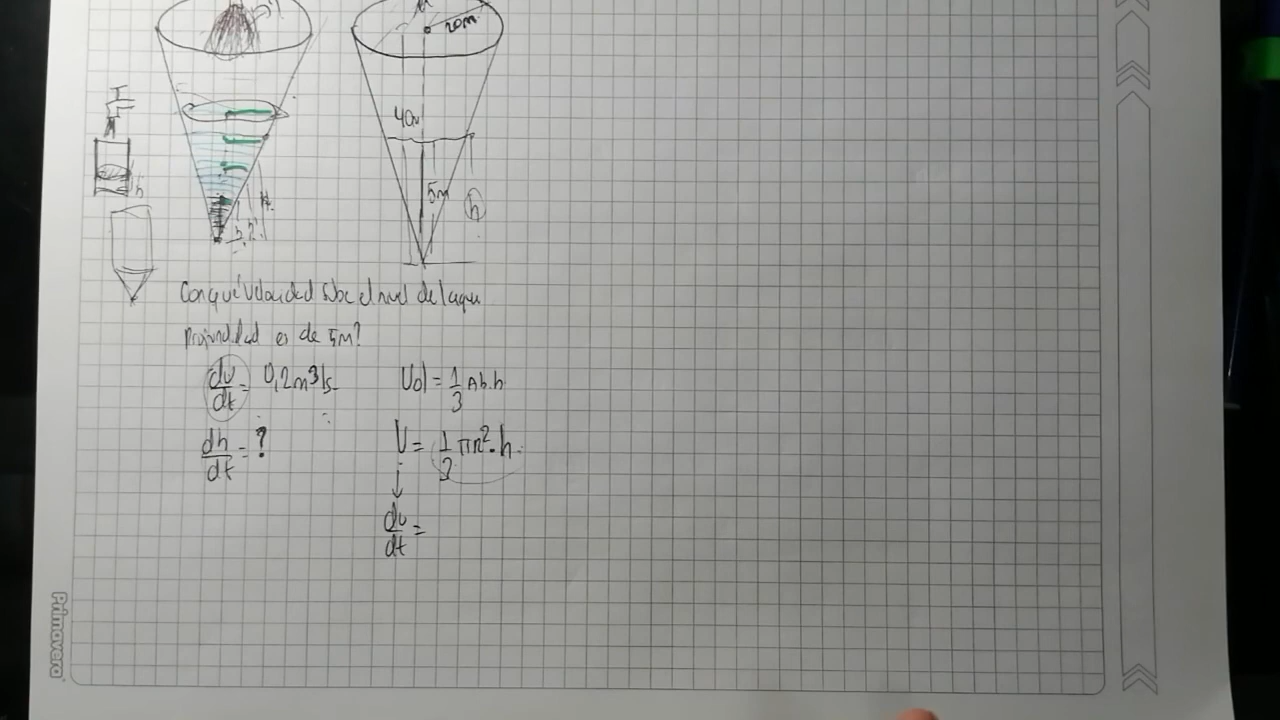 20m
40m
5m
h
h
Con qué velocidad sube el nivel del agua
profundidad es de 5m?
dv/dt = 0,2m³/s
Vol = 1/3 Ab.h
dh/dt = ?
V = 1/3 πr².h
dv/dt =
Primavera